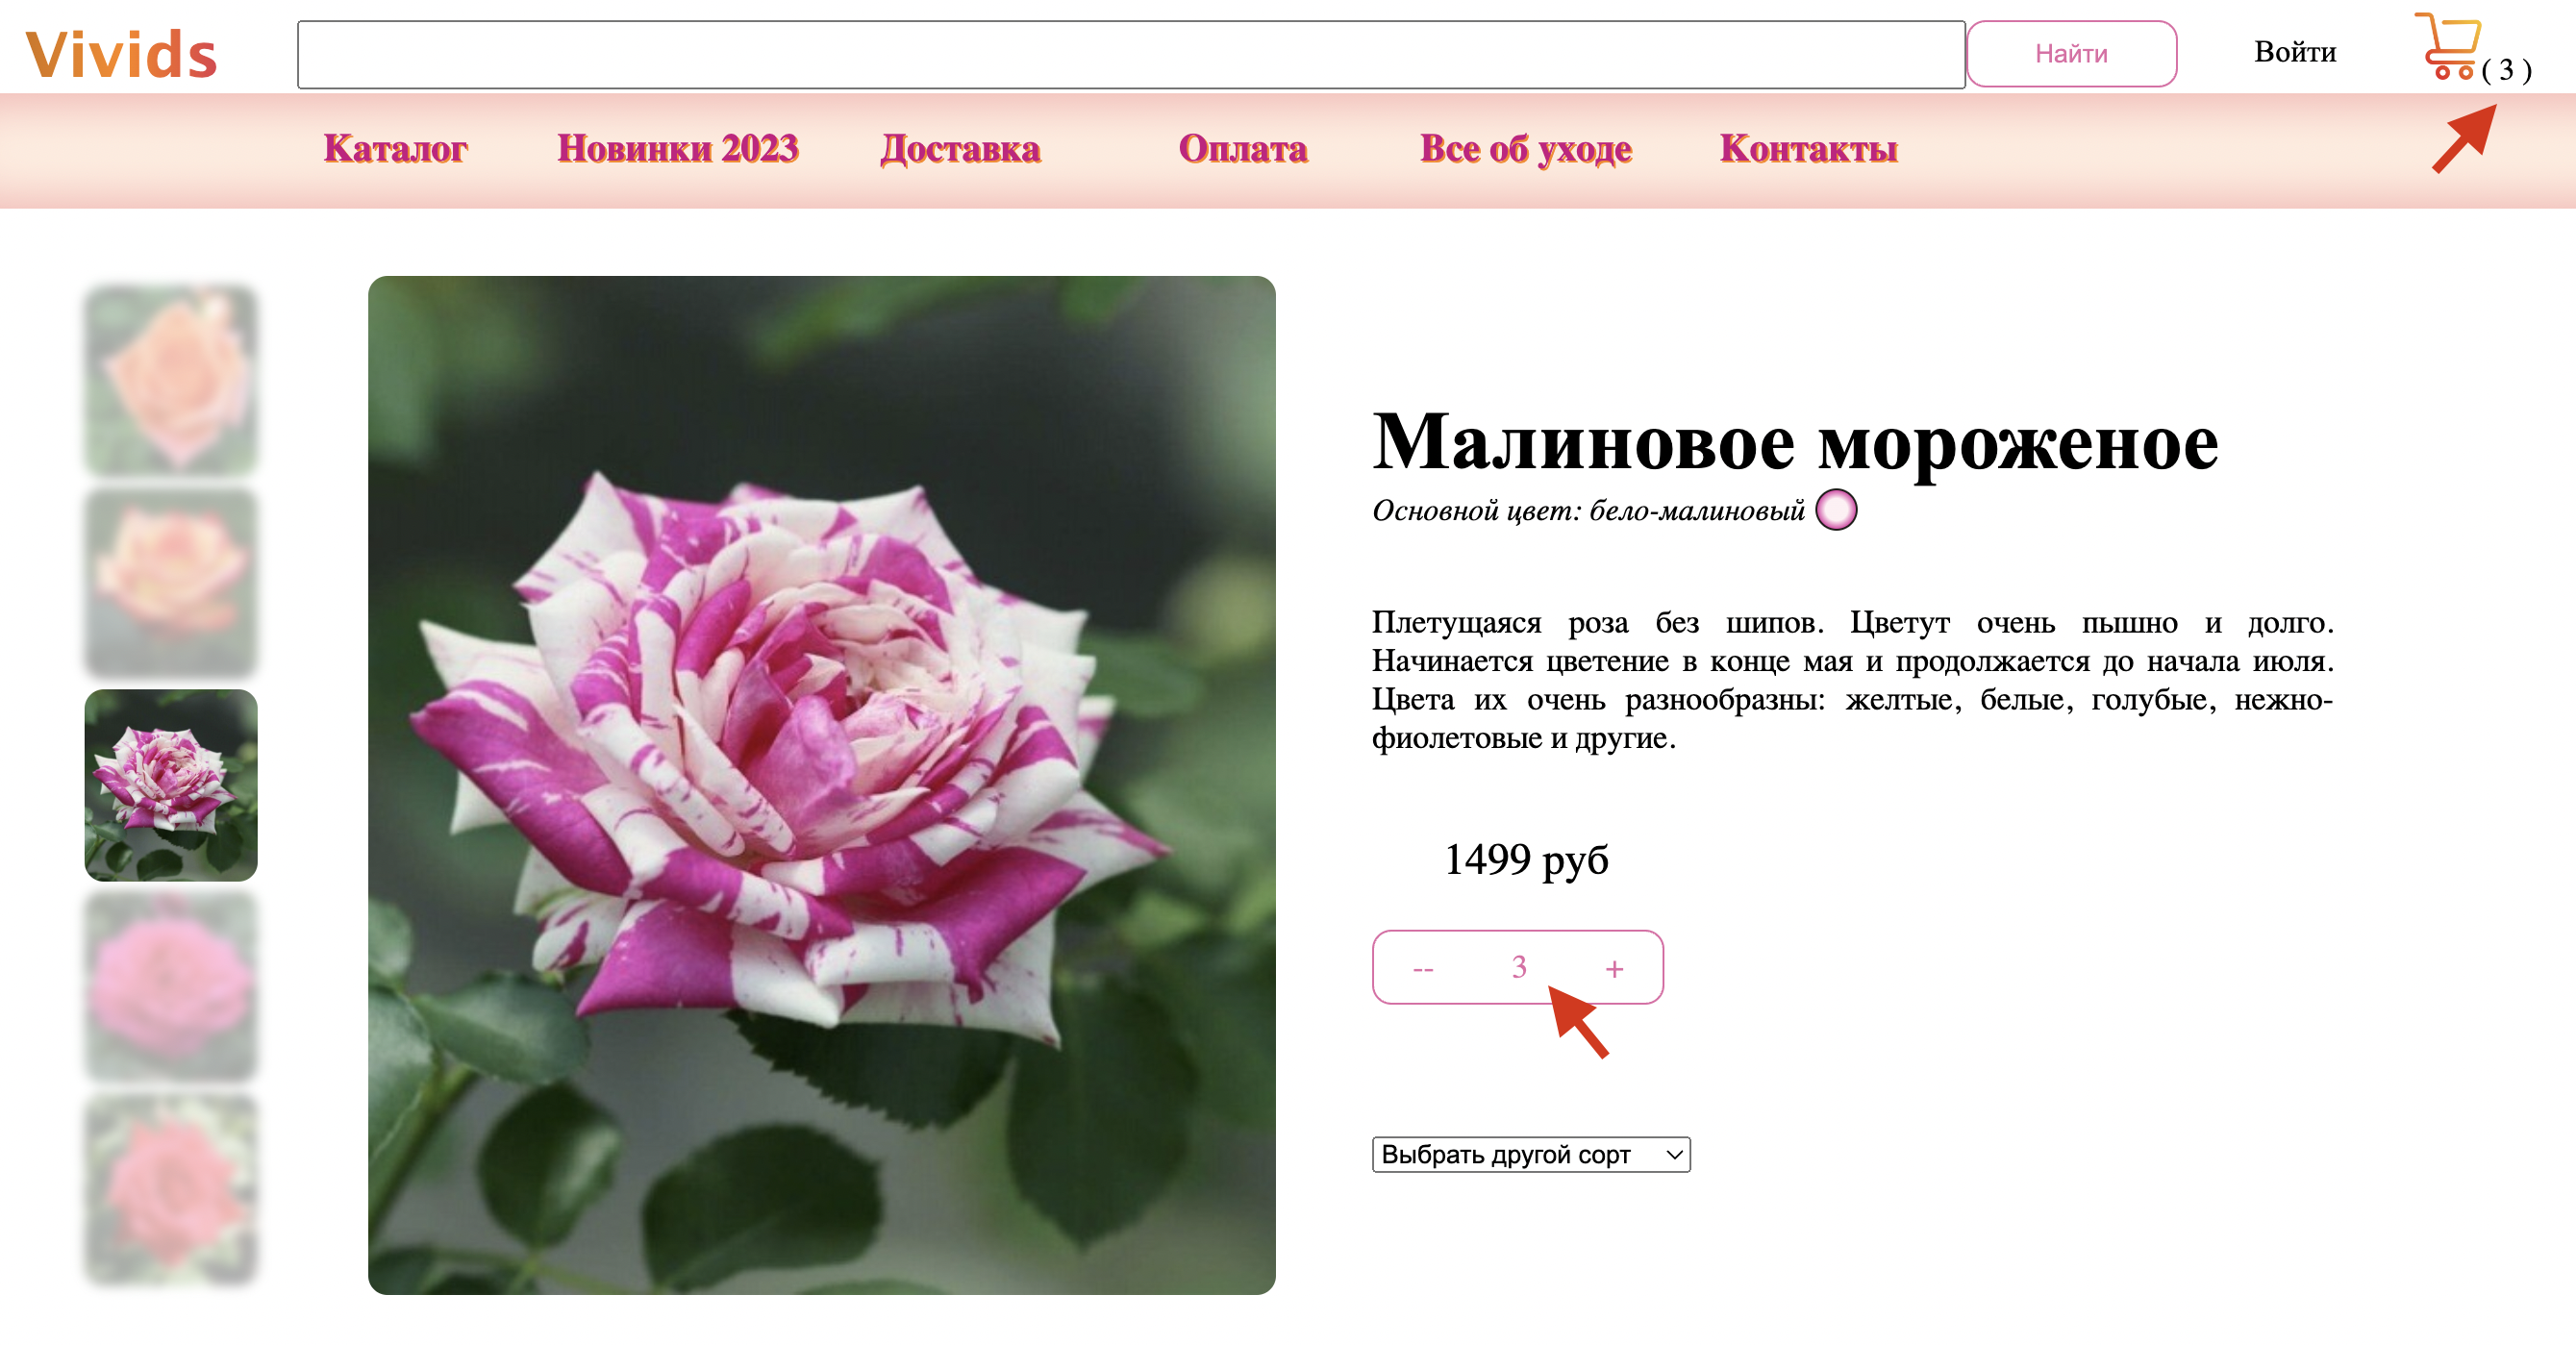 Vivids
Найти
Войти
( 3 )
Каталог Новинки 2023 Доставка Оплата Все об уходе Контакты
Малиновое мороженое
Основной цвет: бело-малиновый
Плетущаяся роза без шипов. Цветут очень пышно и долго.
Начинается цветение в конце мая и продолжается до начала июля.
Цвета их очень разнообразны: желтые, белые, голубые, нежно-
фиолетовые и другие.
1499 руб
-- 3 +
Выбрать другой сорт